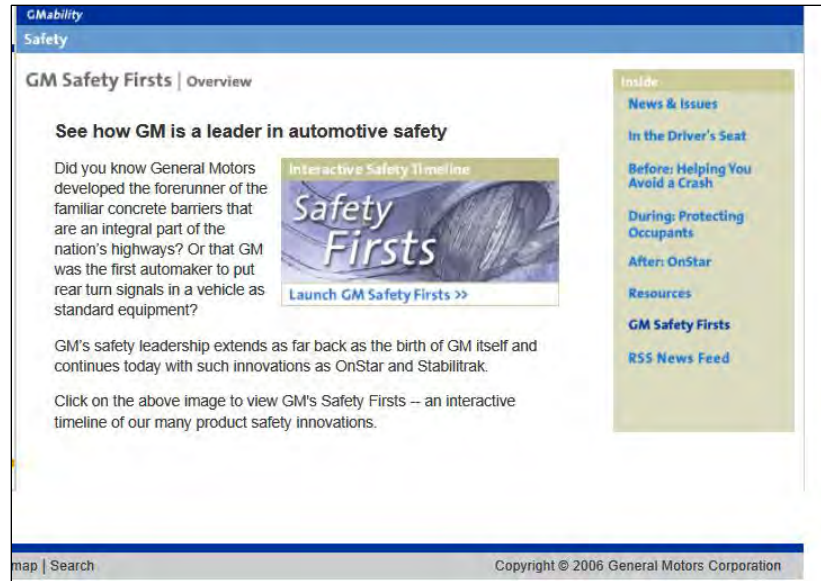 GMability
Safety
GM Safety Firsts | Overview
See how GM is a leader in automotive safety
Did you know General Motors
developed the forerunner of the
familiar concrete barriers that
are an integral part of the
nation's highways? Or that GM
was the first automaker to put
rear turn signals in a vehicle as
standard equipment?
Interactive Safety Timeline
Safety
Firsts
Launch GM Safety Firsts >>
GM's safety leadership extends as far back as the birth of GM itself and
continues today with such innovations as OnStar and Stabilitrak.
Click on the above image to view GM's Safety Firsts -- an interactive
timeline of our many product safety innovations.
Inside
News & Issues
In the Driver's Seat
Before: Helping You
Avoid a Crash
During: Protecting
Occupants
After: OnStar
Resources
GM Safety Firsts
RSS News Feed
map | Search
Copyright © 2006 General Motors Corporation